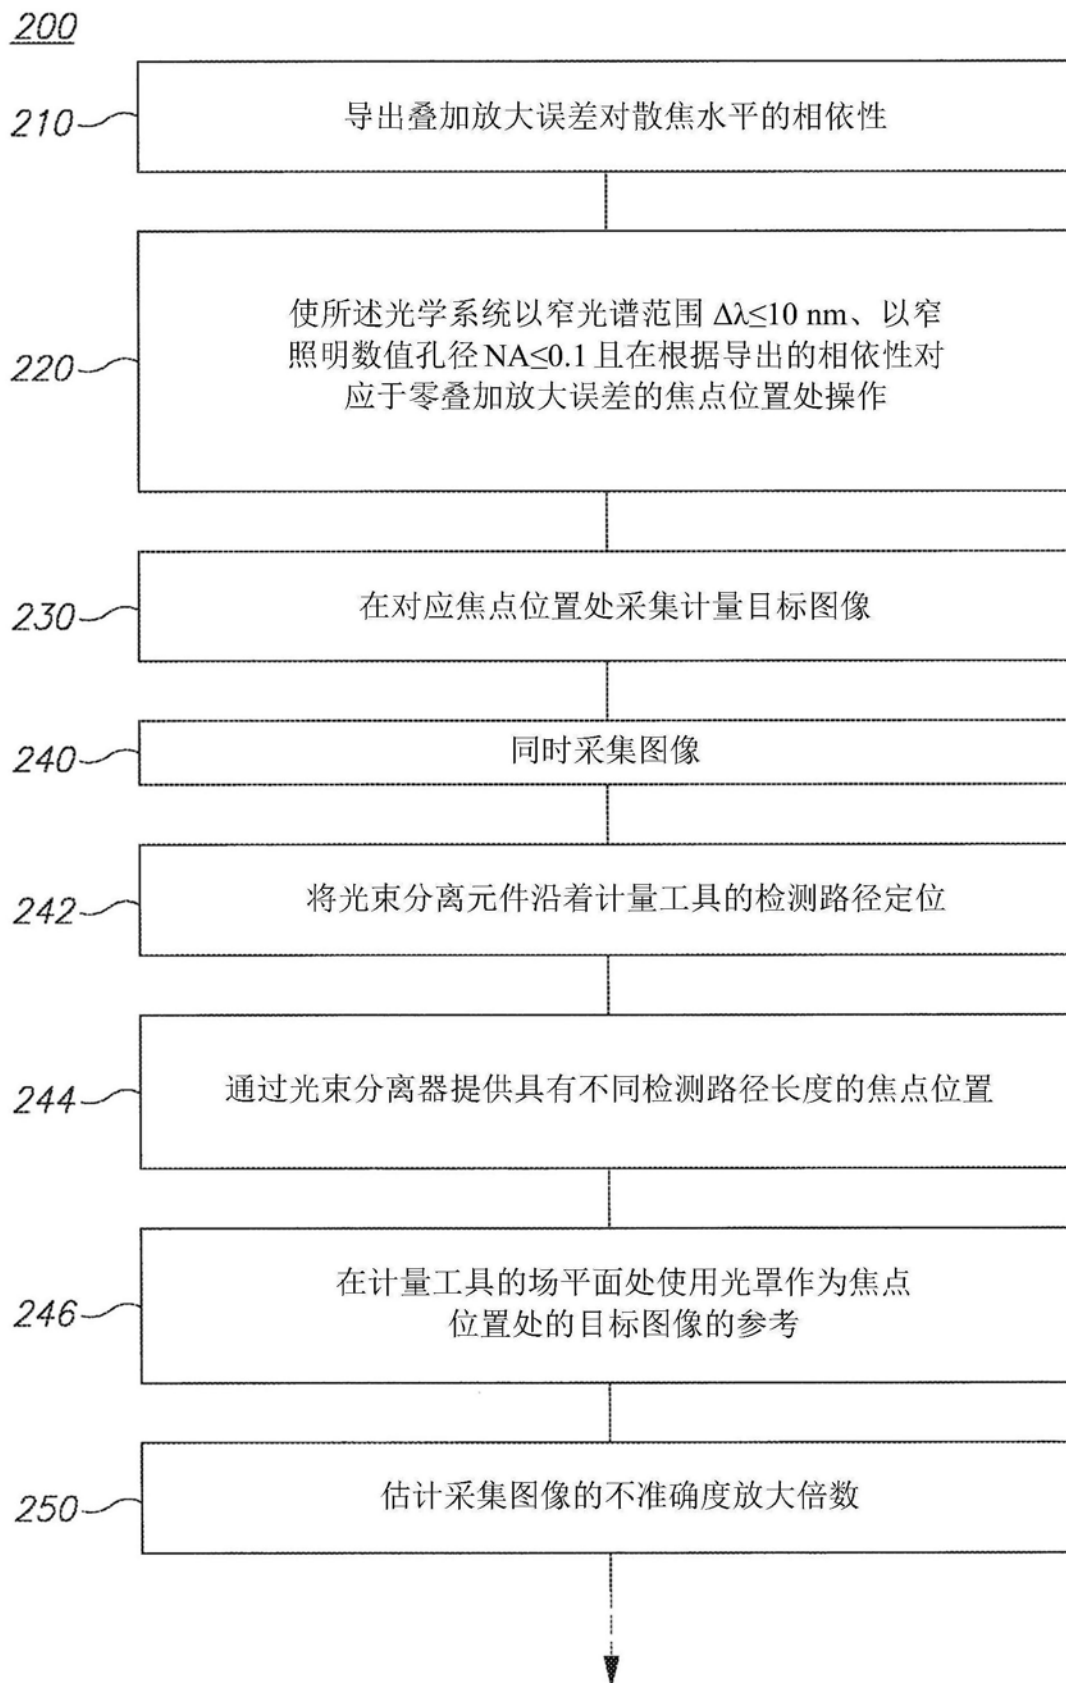 200
210
导出叠加放大误差对散焦水平的相依性
220
使所述光学系统以窄光谱范围 Δλ≤10 nm、以窄
照明数值孔径 NA≤0.1 且在根据导出的相依性对
应于零叠加放大误差的焦点位置处操作
230
在对应焦点位置处采集计量目标图像
240
同时采集图像
242
将光束分离元件沿着计量工具的检测路径定位
244
通过光束分离器提供具有不同检测路径长度的焦点位置
246
在计量工具的场平面处使用光罩作为焦点
位置处的目标图像的参考
250
估计采集图像的不准确度放大倍数